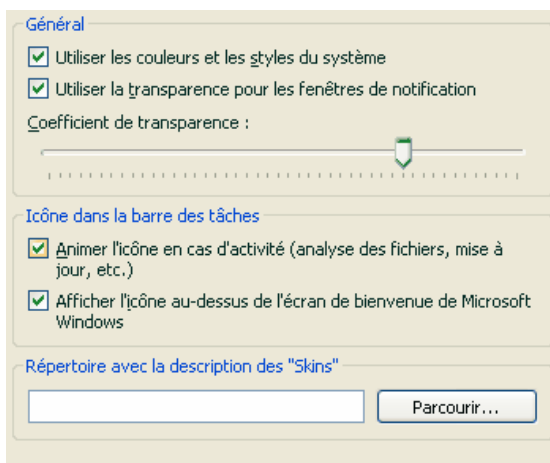 Général
Utiliser les couleurs et les styles du système
Utiliser la transparence pour les fenêtres de notification
Coefficient de transparence :
Icône dans la barre des tâches
Animer l'icône en cas d'activité (analyse des fichiers, mise à
jour, etc.)
Afficher l'icône au-dessus de l'écran de bienvenue de Microsoft
Windows
Répertoire avec la description des "Skins"
Parcourir...